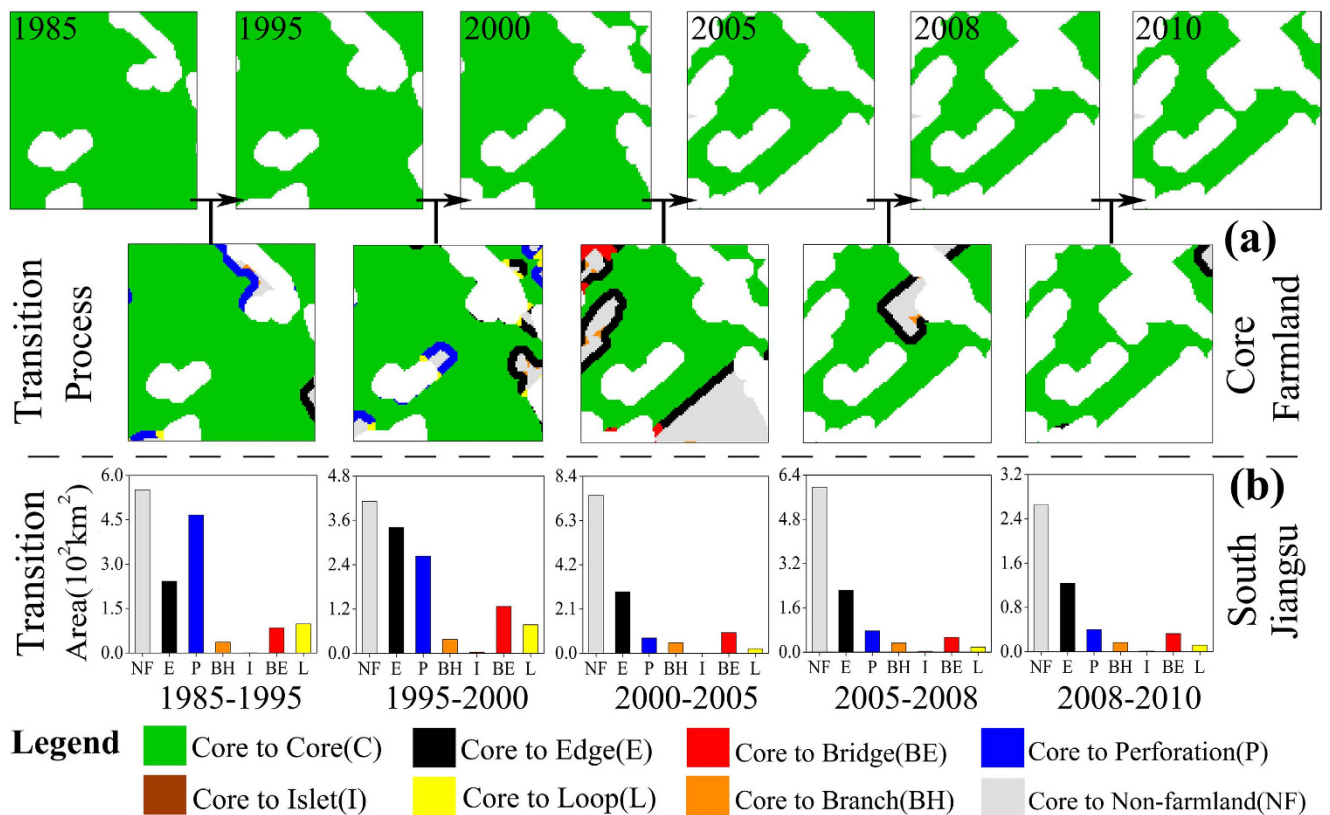 1985 1995 2000 2005 2008 2010
(a)
Transition
Process
Core
Farmland
(b)
Transition
Area(10²km²)
6.0 4.8 8.4 6.4 3.2
4.5 3.6 6.3 4.8 2.4
3.0 2.4 4.2 3.2 1.6
1.5 1.2 2.1 1.6 0.8
0.0 0.0 0.0 0.0 0.0
NF E P BH I BE L NF E P BH I BE L NF E P BH I BE L NF E P BH I BE L NF E P BH I BE L
1985-1995 1995-2000 2000-2005 2005-2008 2008-2010
South
Jiangsu
Legend
Core to Core(C) Core to Edge(E) Core to Bridge(BE) Core to Perforation(P)
Core to Islet(I) Core to Loop(L) Core to Branch(BH) Core to Non-farmland(NF)